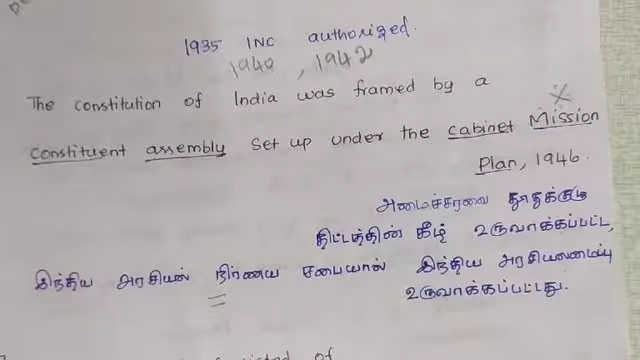 1935 INC authorized.
1940, 1942
The constitution of India was framed by a
constituent assembly set up under the cabinet Mission
Plan, 1946.
அமைச்சரவை தூதுக்குழு
திட்டத்தின் கீழ் உருவாக்கப்பட்ட,
இந்திய அரசியல் நிர்ணய சபையால் இந்திய அரசியலமைப்பு
உருவாக்கப்பட்டது.
of